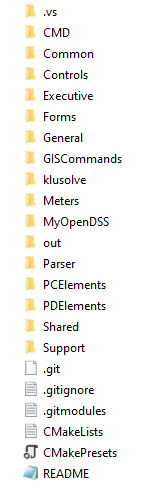 .vs
CMD
Common
Controls
Executive
Forms
General
GISCommands
klusolve
Meters
MyOpenDSS
out
Parser
PCElements
PDElements
Shared
Support
.git
.gitignore
.gitmodules
CMakeLists
CMakePresets
README